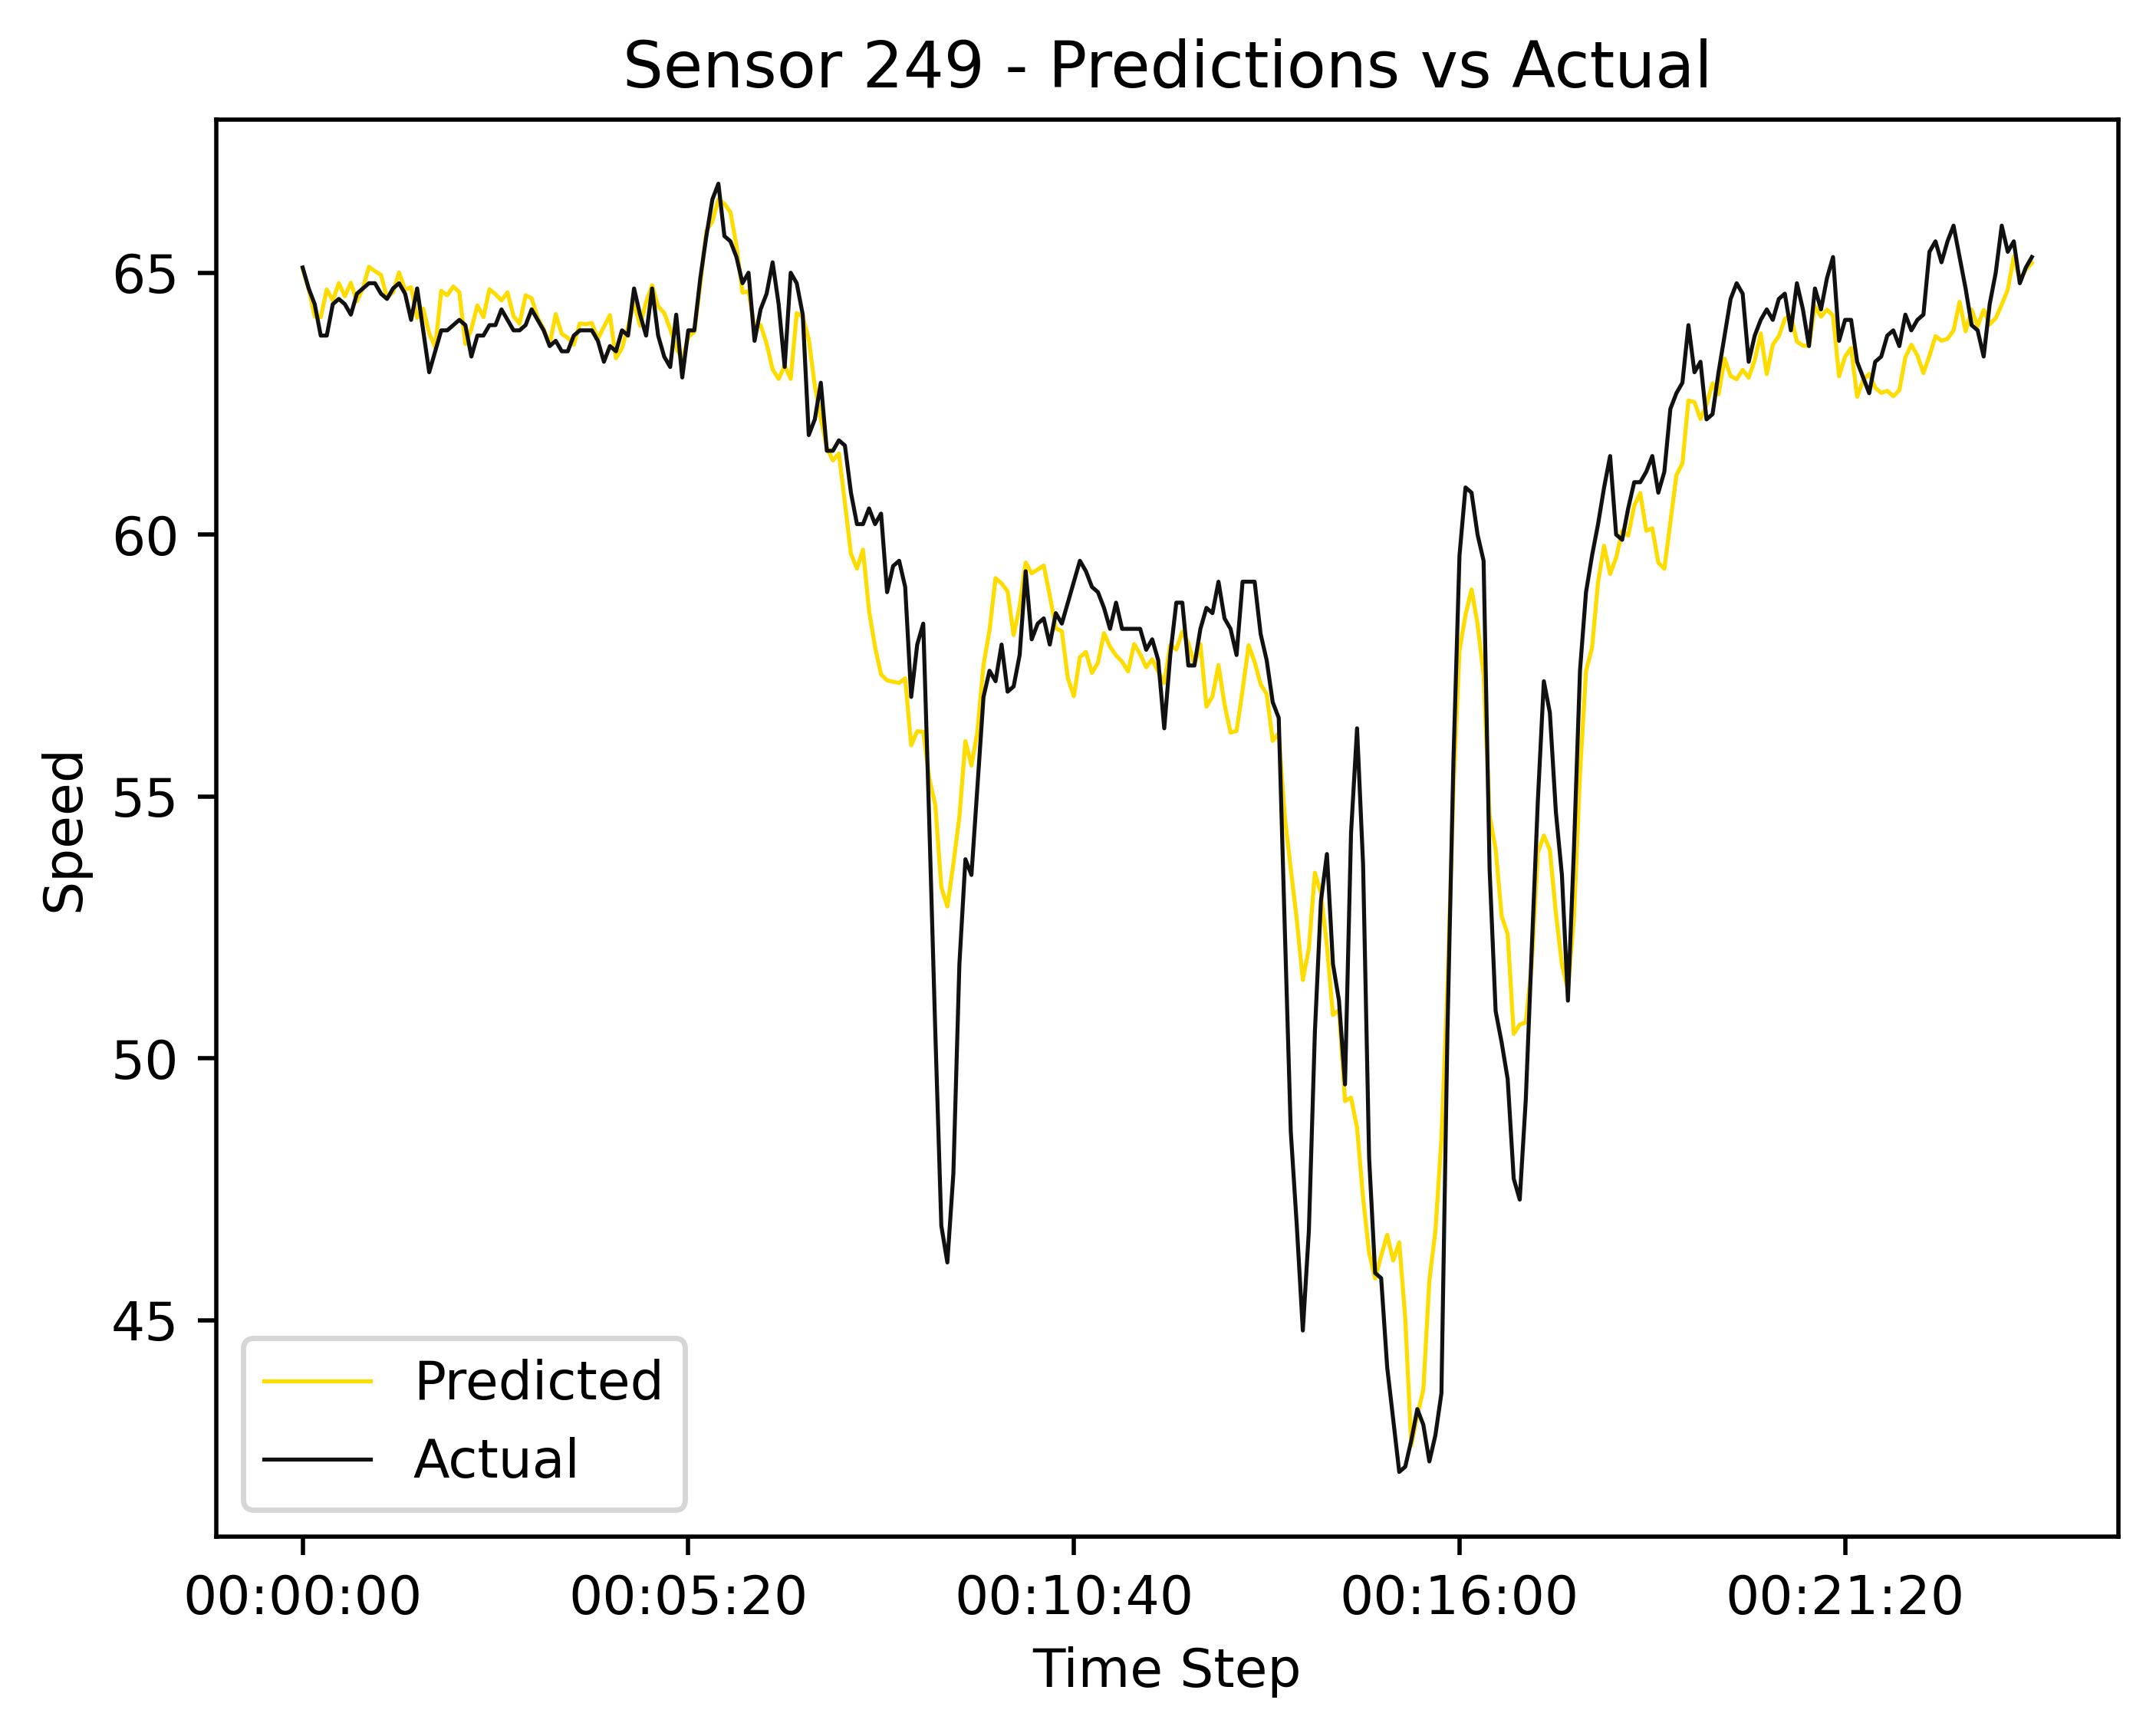 Sensor 249 - Predictions vs Actual
65
60
55
50
45
Speed
Predicted
Actual
00:00:00
00:05:20
00:10:40
00:16:00
00:21:20
Time Step